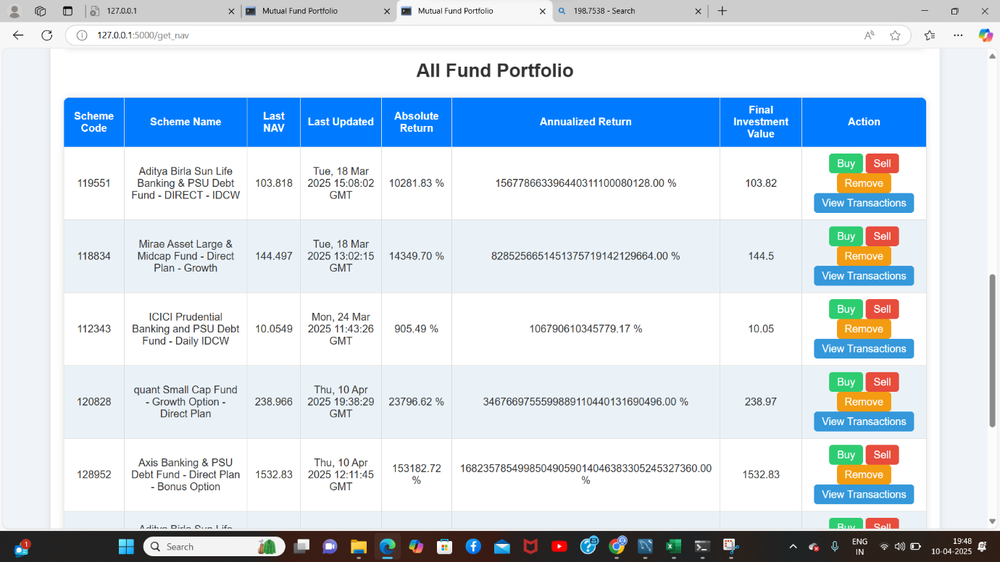 127.0.0.1
Mutual Fund Portfolio
Mutual Fund Portfolio
198.7538 - Search
127.0.0.1:5000/get_nav
All Fund Portfolio
Scheme
Code
Scheme Name
Last
NAV
Last Updated
Absolute
Return
Annualized Return
Final
Investment
Value
Action
119551
Aditya Birla Sun Life
Banking & PSU Debt
Fund - DIRECT - IDCW
103.818
Tue, 18 Mar
2025 15:08:02
GMT
10281.83 %
156778663396440311100080128.00 %
103.82
Buy Sell
Remove
View Transactions
118834
Mirae Asset Large &
Midcap Fund - Direct
Plan - Growth
144.497
Tue, 18 Mar
2025 13:02:15
GMT
14349.70 %
8285256651451375719142129664.00 %
144.5
Buy Sell
Remove
View Transactions
112343
ICICI Prudential
Banking and PSU Debt
Fund - Daily IDCW
10.0549
Mon, 24 Mar
2025 11:43:26
GMT
905.49 %
106790610345779.17 %
10.05
Buy Sell
Remove
View Transactions
120828
quant Small Cap Fund
- Growth Option -
Direct Plan
238.966
Thu, 10 Apr
2025 19:38:29
GMT
23796.62 %
3467669755599889110440131690496.00 %
238.97
Buy Sell
Remove
View Transactions
128952
Axis Banking & PSU
Debt Fund - Direct Plan
- Bonus Option
1532.83
Thu, 10 Apr
2025 12:11:45
GMT
153182.72
%
1682357854998504905901404638330524532​7360.00
%
1532.83
Buy Sell
Remove
View Transactions
Aditya Birla Sun Life
Buy Sell
1
Search
ENG
IN
19:48
10-04-2025